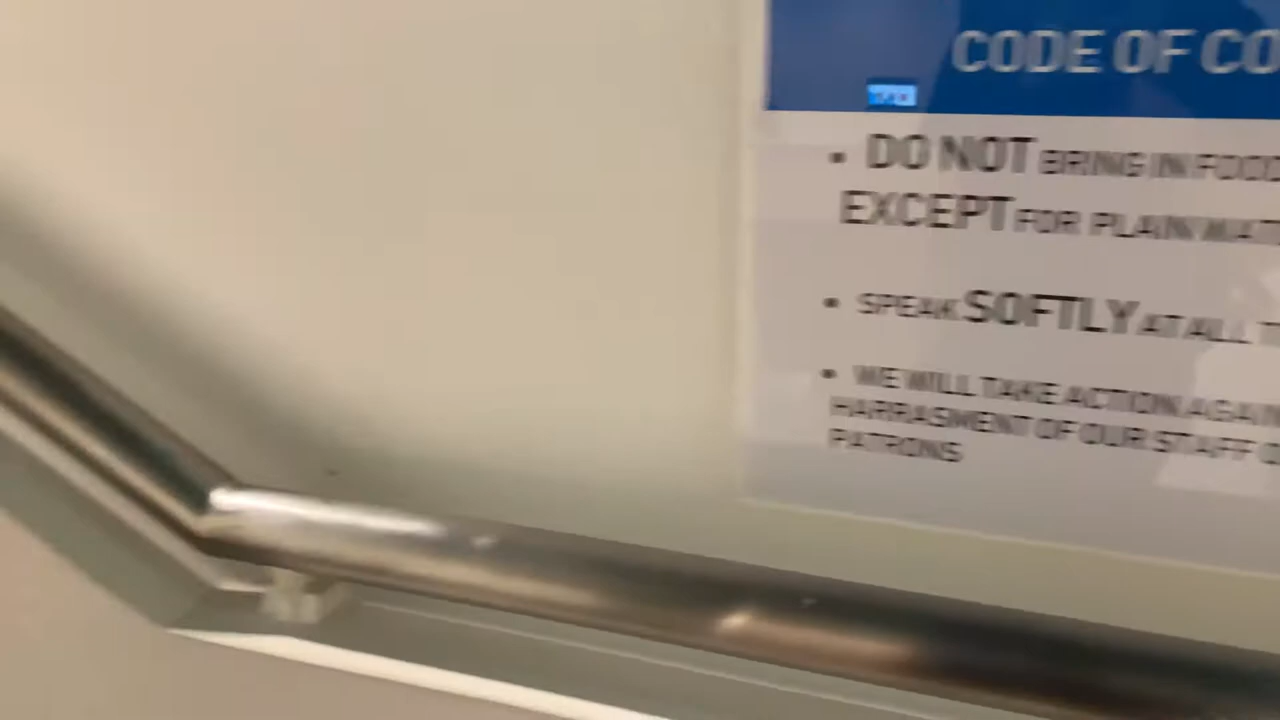 CODE OF CO
• DO NOT BRING IN FOOD
EXCEPT FOR PLAIN WAT
• SPEAK SOFTLY AT ALL T
• WE WILL TAKE ACTION AGAIN
HARRASMENT OF OUR STAFF O
PATRONS